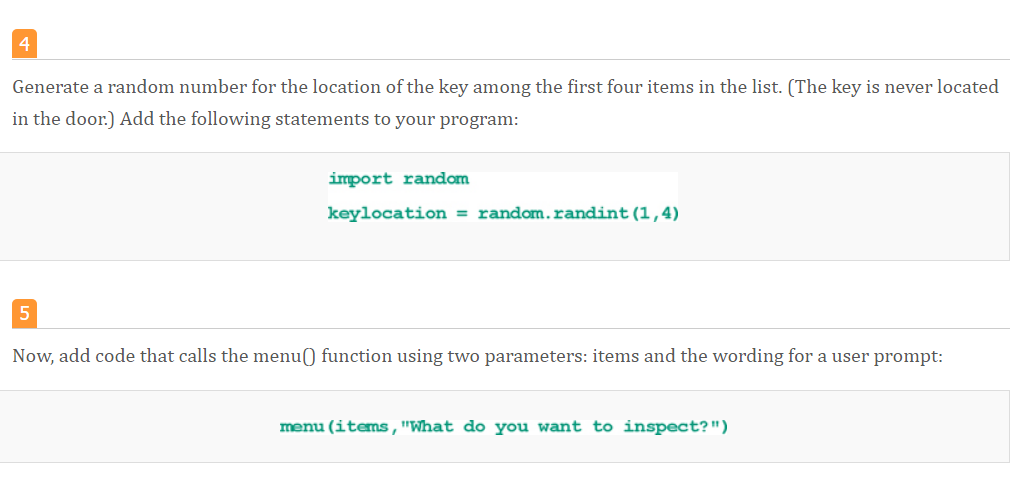 4
Generate a random number for the location of the key among the first four items in the list. (The key is never located
in the door.) Add the following statements to your program:
import random
keylocation = random.randint(1,4)
5
Now, add code that calls the menu() function using two parameters: items and the wording for a user prompt:
menu(items,"What do you want to inspect?")